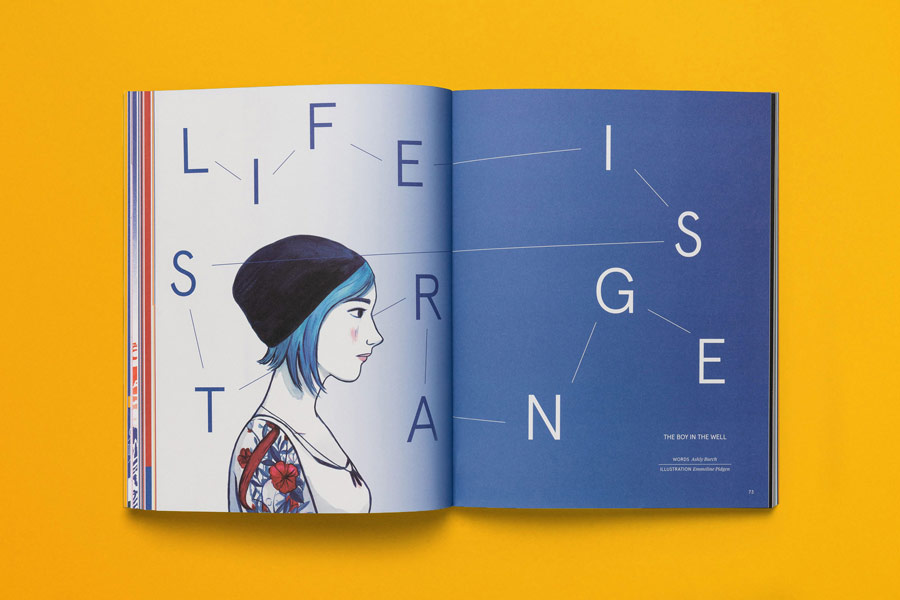 LIFE IS
STRANGE
THE BOY IN THE WELL
WORDS Ashly Burch
ILLUSTRATION Emmeline Pidgen
73